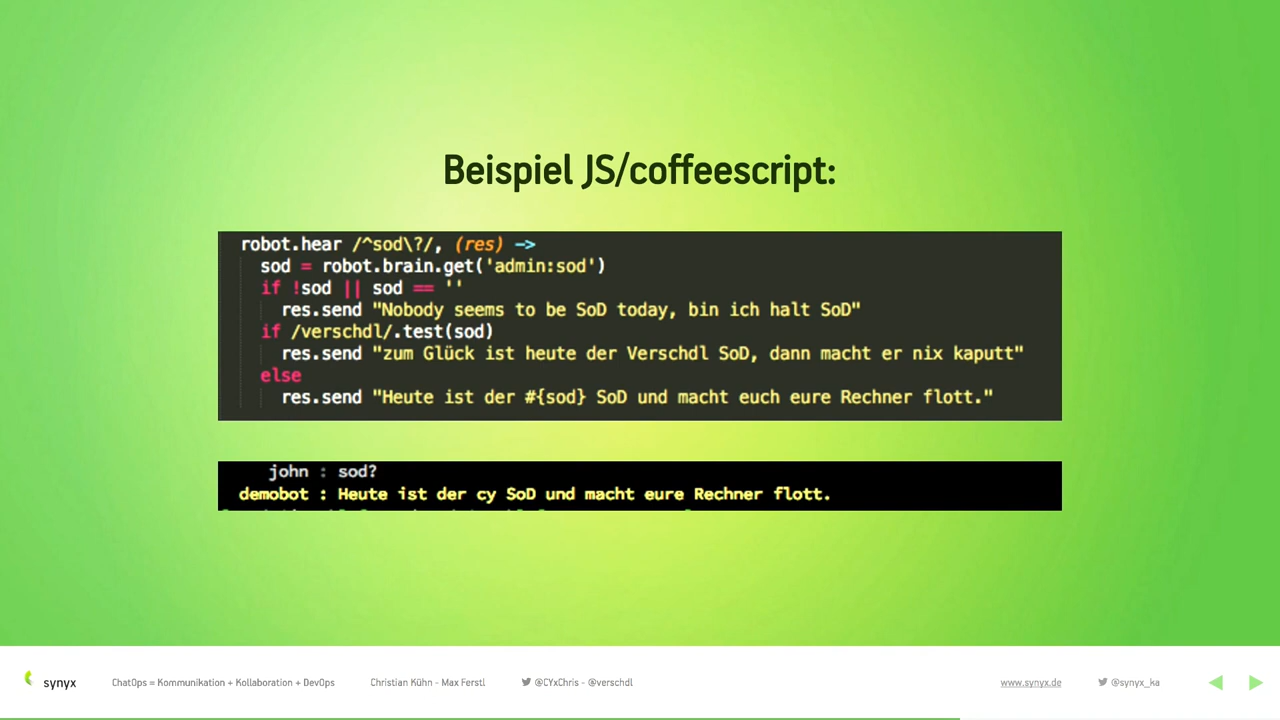 Beispiel JS/coffeescript:
robot.hear /^sod\?/, (res) ->
sod = robot.brain.get('admin:sod')
if !sod || sod == ''
res.send "Nobody seems to be SoD today, bin ich halt SoD"
if /verschdl/.test(sod)
res.send "zum Glück ist heute der Verschdl SoD, dann macht er nix kaputt"
else
res.send "Heute ist der #{sod} SoD und macht euch eure Rechner flott."
john : sod?
demobot : Heute ist der cy SoD und macht eure Rechner flott.
synyx ChatOps = Kommunikation + Kollaboration + DevOps Christian Kühn - Max Ferstl @CYxChris - @verschdl www.synyx.de @synyx_ka